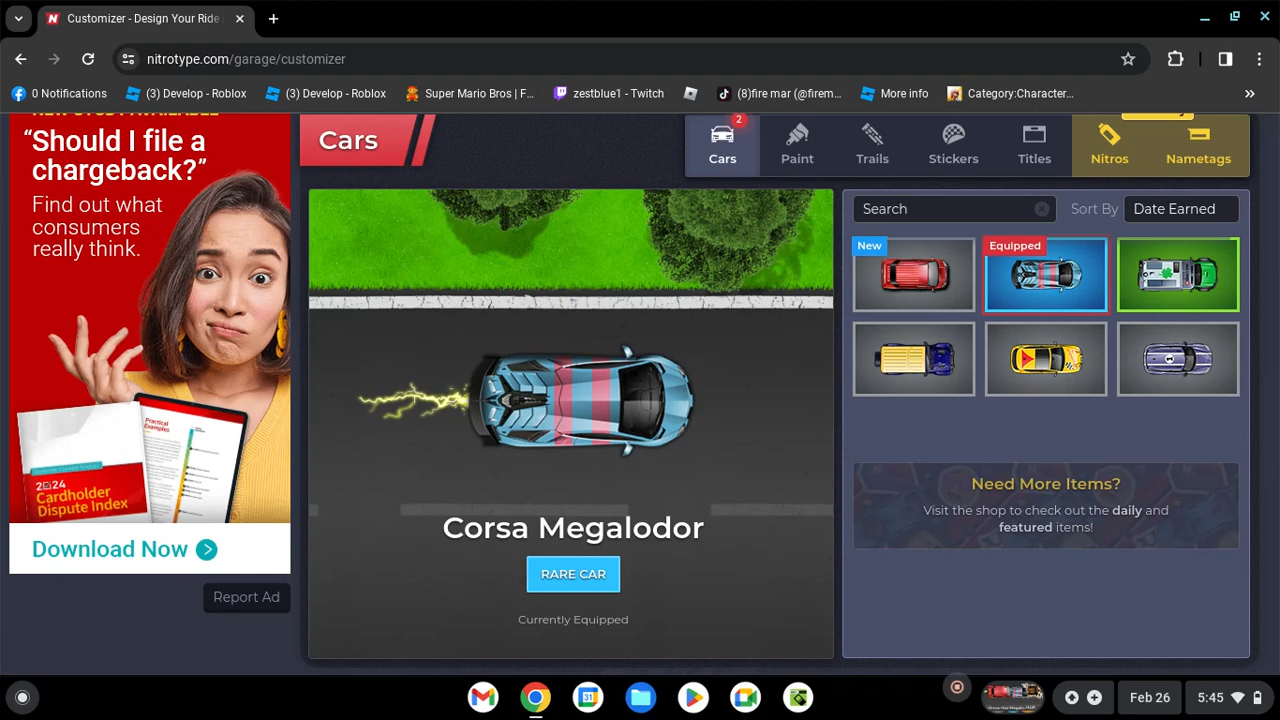 Customizer - Design Your Ride
nitrotype.com/garage/customizer
0 Notifications
(3) Develop - Roblox
(3) Develop - Roblox
Super Mario Bros | F...
zestblue1 - Twitch
(8)fire mar (@firem...
More info
Category:Character...
“Should I file a
chargeback?”
Find out what
consumers
really think.
Practical
Examples
2024
Cardholder
Dispute Index
Download Now
Report Ad
Cars
2
Cars
Paint
Trails
Stickers
Titles
Nitros
Nametags
Corsa Megalodor
RARE CAR
Currently Equipped
Search
Sort By
Date Earned
New
Equipped
Need More Items?
Visit the shop to check out the daily and
featured items!
31
Feb 26
5:45